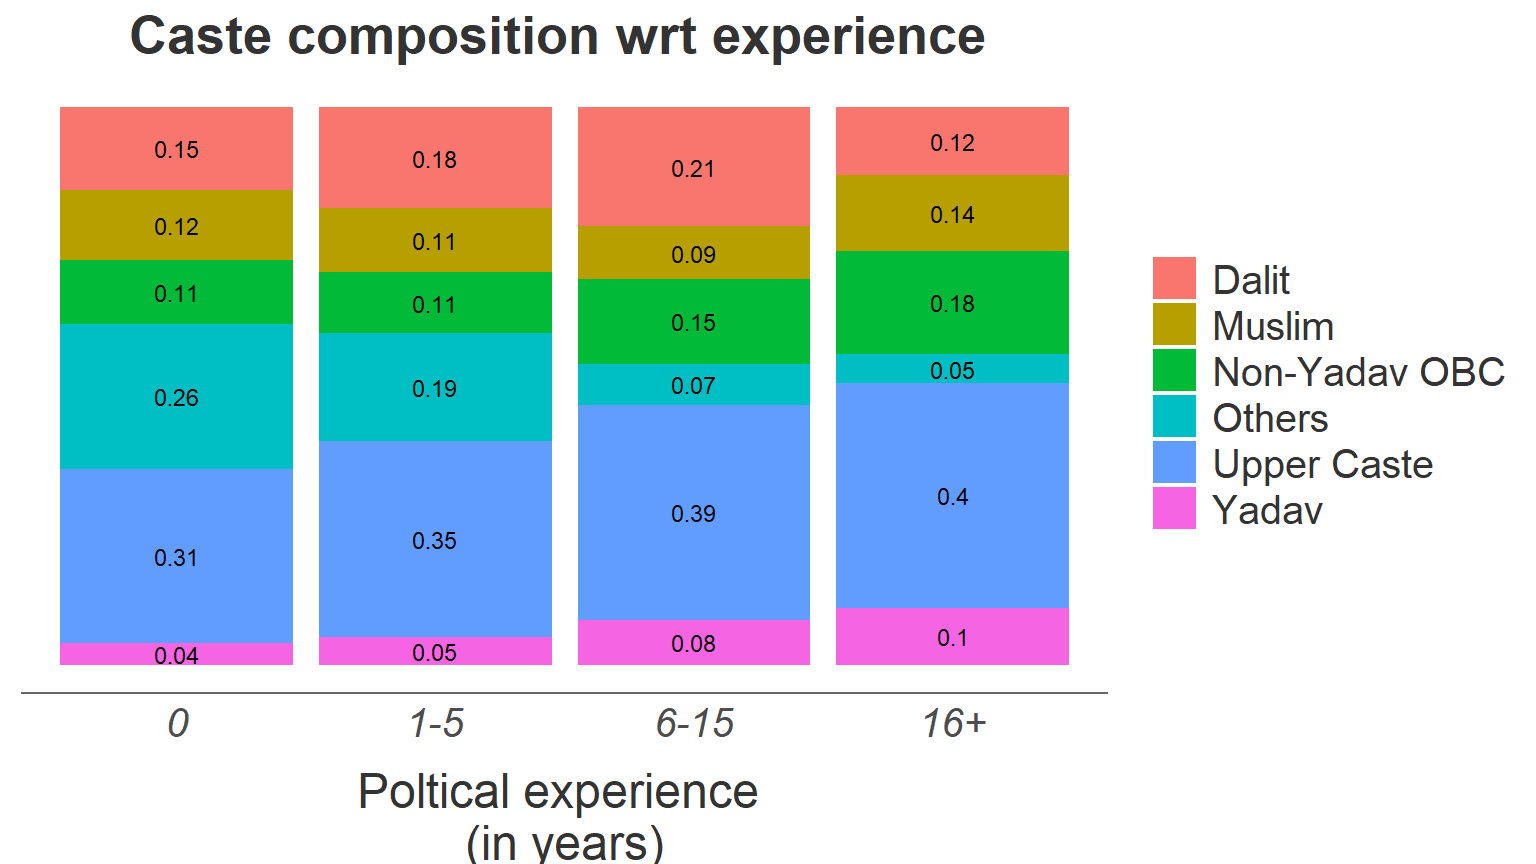 Caste composition wrt experience
0.15
0.12
0.11
0.26
0.31
0.04
0.18
0.11
0.11
0.19
0.35
0.05
0.21
0.09
0.15
0.07
0.39
0.08
0.12
0.14
0.18
0.05
0.4
0.1
0 1-5 6-15 16+
Poltical experience
(in years)
Dalit
Muslim
Non-Yadav OBC
Others
Upper Caste
Yadav